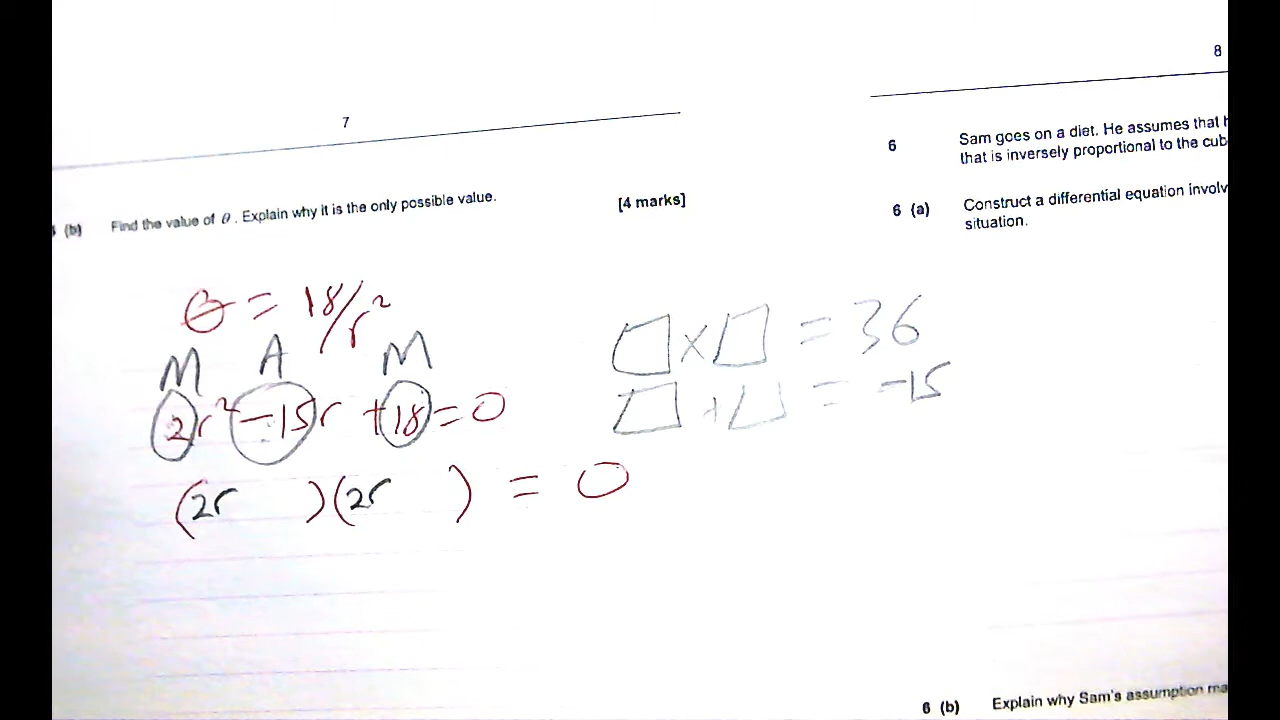 7
(b) Find the value of θ. Explain why it is the only possible value.
[4 marks]
θ = 18/r²
M A M
2r² -15r +18 = 0
(2r )(2r ) = 0
□ × □ = 36
□ + □ = -15
8
6 Sam goes on a diet. He assumes that
that is inversely proportional to the cub
6 (a) Construct a differential equation involv
situation.
6 (b) Explain why Sam's assumption ma